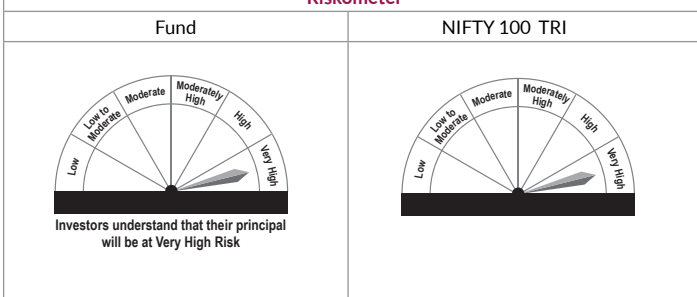 Riskometer
Fund
NIFTY 100 TRI
Low
Low to
Moderate
Moderate
Moderately
High
High
Very High
Investors understand that their principal
will be at Very High Risk
Low
Low to
Moderate
Moderate
Moderately
High
High
Very High